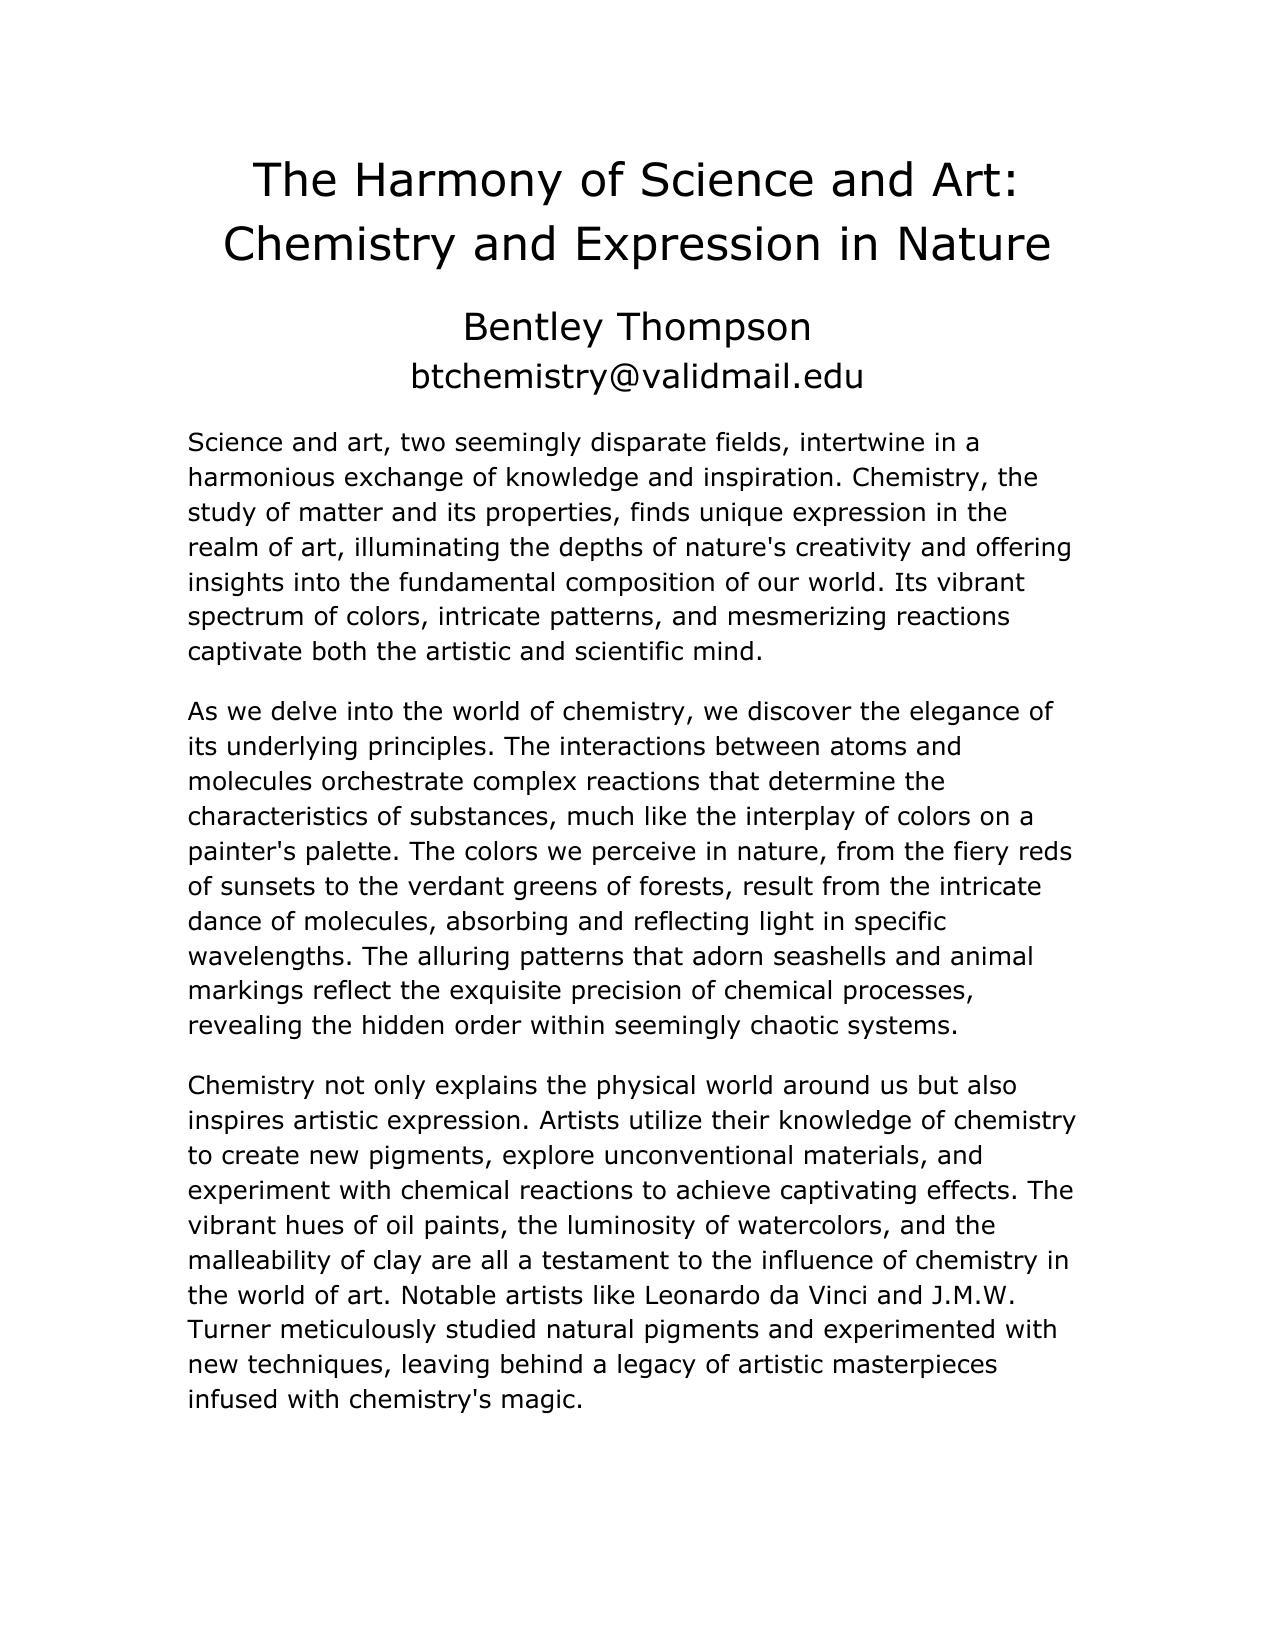 The Harmony of Science and Art:
Chemistry and Expression in Nature
Bentley Thompson
btchemistry@validmail.edu
Science and art, two seemingly disparate fields, intertwine in a
harmonious exchange of knowledge and inspiration. Chemistry, the
study of matter and its properties, finds unique expression in the
realm of art, illuminating the depths of nature's creativity and offering
insights into the fundamental composition of our world. Its vibrant
spectrum of colors, intricate patterns, and mesmerizing reactions
captivate both the artistic and scientific mind.
As we delve into the world of chemistry, we discover the elegance of
its underlying principles. The interactions between atoms and
molecules orchestrate complex reactions that determine the
characteristics of substances, much like the interplay of colors on a
painter's palette. The colors we perceive in nature, from the fiery reds
of sunsets to the verdant greens of forests, result from the intricate
dance of molecules, absorbing and reflecting light in specific
wavelengths. The alluring patterns that adorn seashells and animal
markings reflect the exquisite precision of chemical processes,
revealing the hidden order within seemingly chaotic systems.
Chemistry not only explains the physical world around us but also
inspires artistic expression. Artists utilize their knowledge of chemistry
to create new pigments, explore unconventional materials, and
experiment with chemical reactions to achieve captivating effects. The
vibrant hues of oil paints, the luminosity of watercolors, and the
malleability of clay are all a testament to the influence of chemistry in
the world of art. Notable artists like Leonardo da Vinci and J.M.W.
Turner meticulously studied natural pigments and experimented with
new techniques, leaving behind a legacy of artistic masterpieces
infused with chemistry's magic.